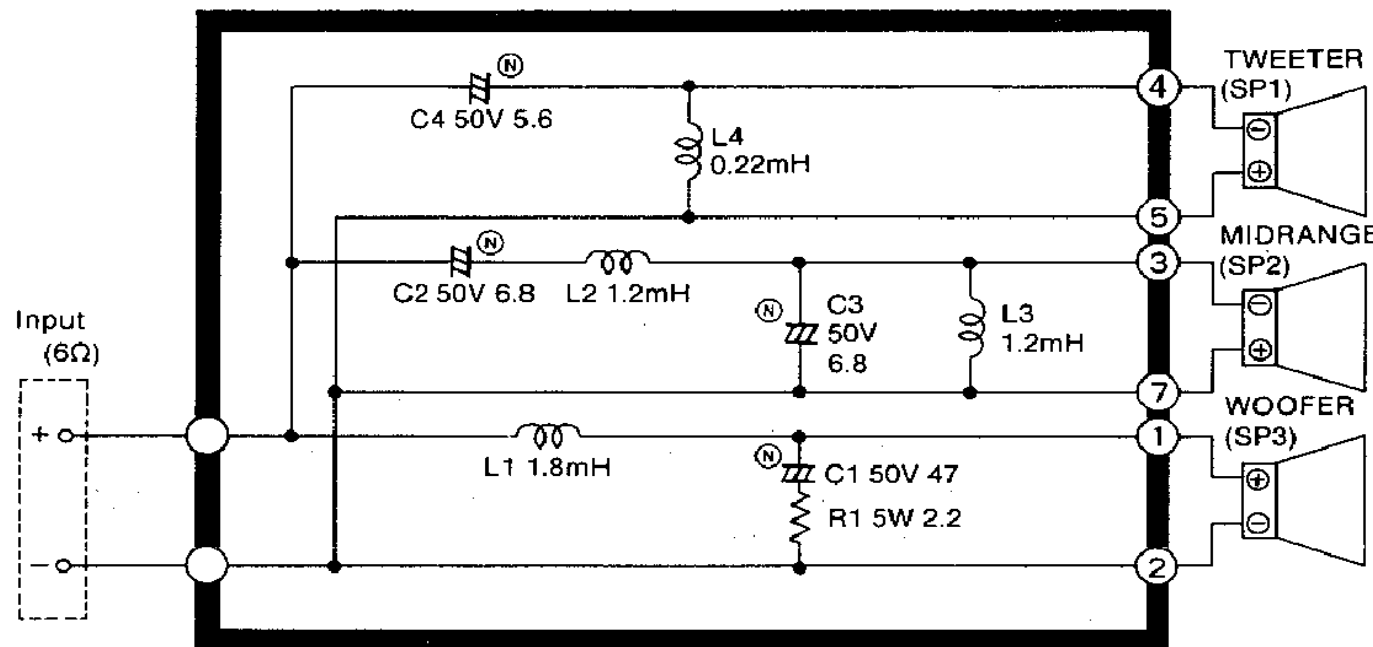 TWEETER
(SP1)
N
C4 50V 5.6
4
−
+
L4
0.22mH
5
N
C2 50V 6.8
L2 1.2mH
MIDRANGE
(SP2)
3
−
+
N
C3
50V
6.8
L3
1.2mH
7
Input
(6Ω)
+
−
WOOFER
(SP3)
1
+
−
L1 1.8mH
N
C1 50V 47
R1 5W 2.2
2